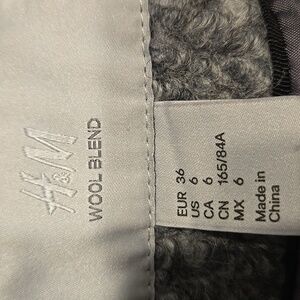 H&M
WOOL BLEND
EUR 36
US 6
CA 6
CN 165/84A
MX 6
Made in
China